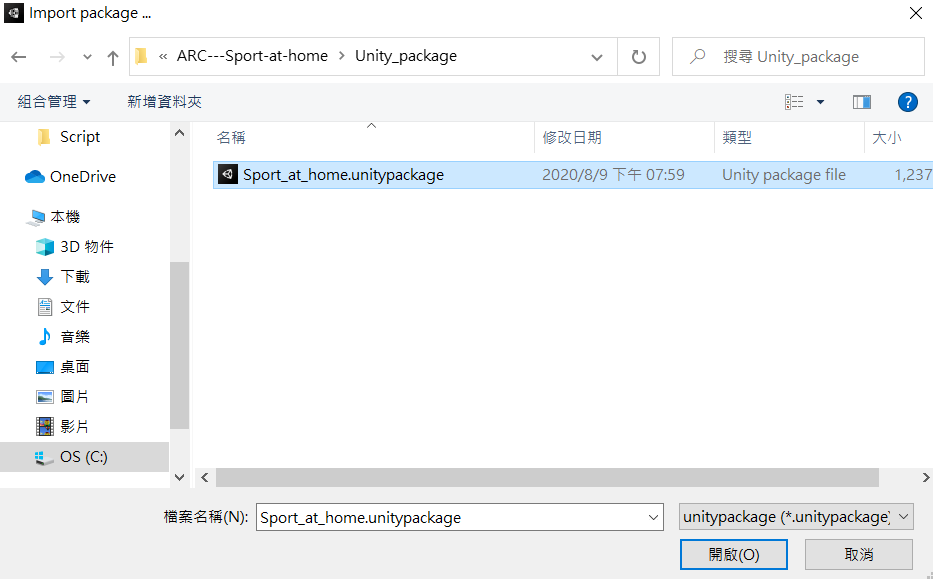 Import package ...
« ARC---Sport-at-home > Unity_package
搜尋 Unity_package
組合管理
新增資料夾
?
Script
OneDrive
本機
3D 物件
下載
文件
音樂
桌面
圖片
影片
OS (C:)
名稱
修改日期
類型
大小
Sport_at_home.unitypackage
2020/8/9 下午 07:59
Unity package file
1,237
檔案名稱(N):
Sport_at_home.unitypackage
unitypackage (*.unitypackage)
開啟(O)
取消